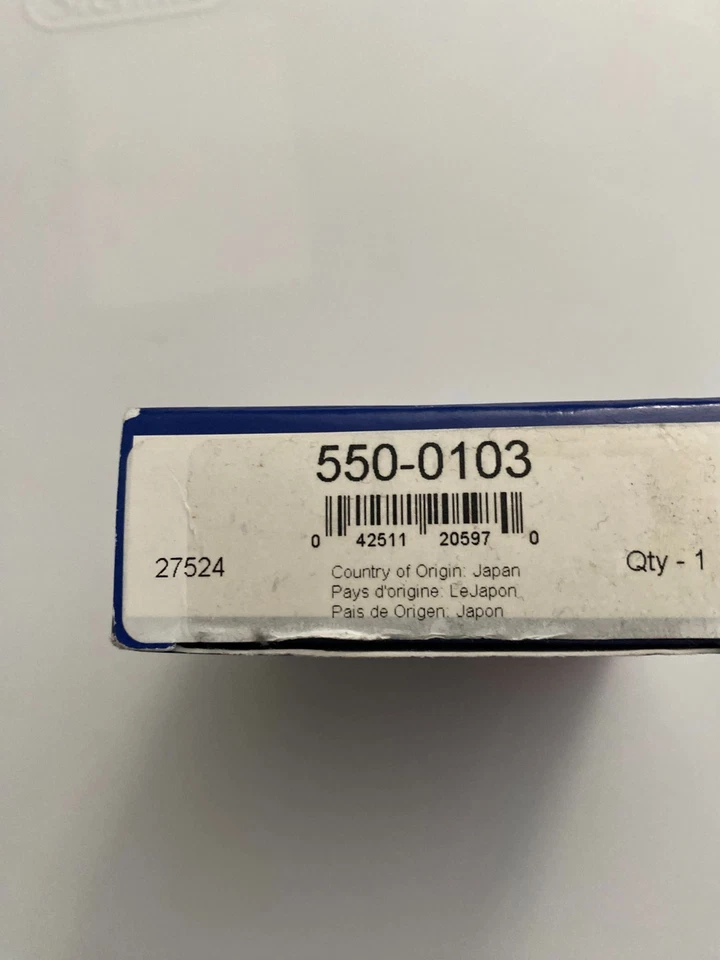 550-0103
0 42511 20597 0
27524
Qty - 1
Country of Origin: Japan
Pays d'origine: LeJapon
Pais de Origen: Japon